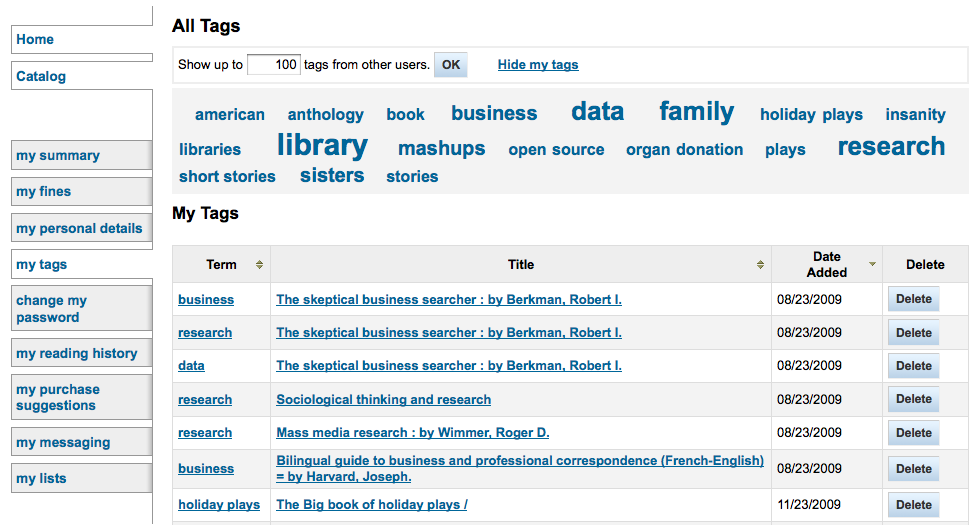 Home
Catalog
my summary
my fines
my personal details
my tags
change my
password
my reading history
my purchase
suggestions
my messaging
my lists
All Tags
Show up to 100 tags from other users. OK Hide my tags
american anthology book business data family holiday plays insanity
libraries library mashups open source organ donation plays research
short stories sisters stories
My Tags
Term Title Date Added Delete
business The skeptical business searcher : by Berkman, Robert I. 08/23/2009 Delete
research The skeptical business searcher : by Berkman, Robert I. 08/23/2009 Delete
data The skeptical business searcher : by Berkman, Robert I. 08/23/2009 Delete
research Sociological thinking and research 08/23/2009 Delete
research Mass media research : by Wimmer, Roger D. 08/23/2009 Delete
business Bilingual guide to business and professional correspondence (French-English)
= by Harvard, Joseph. 08/23/2009 Delete
holiday plays The Big book of holiday plays / 11/23/2009 Delete